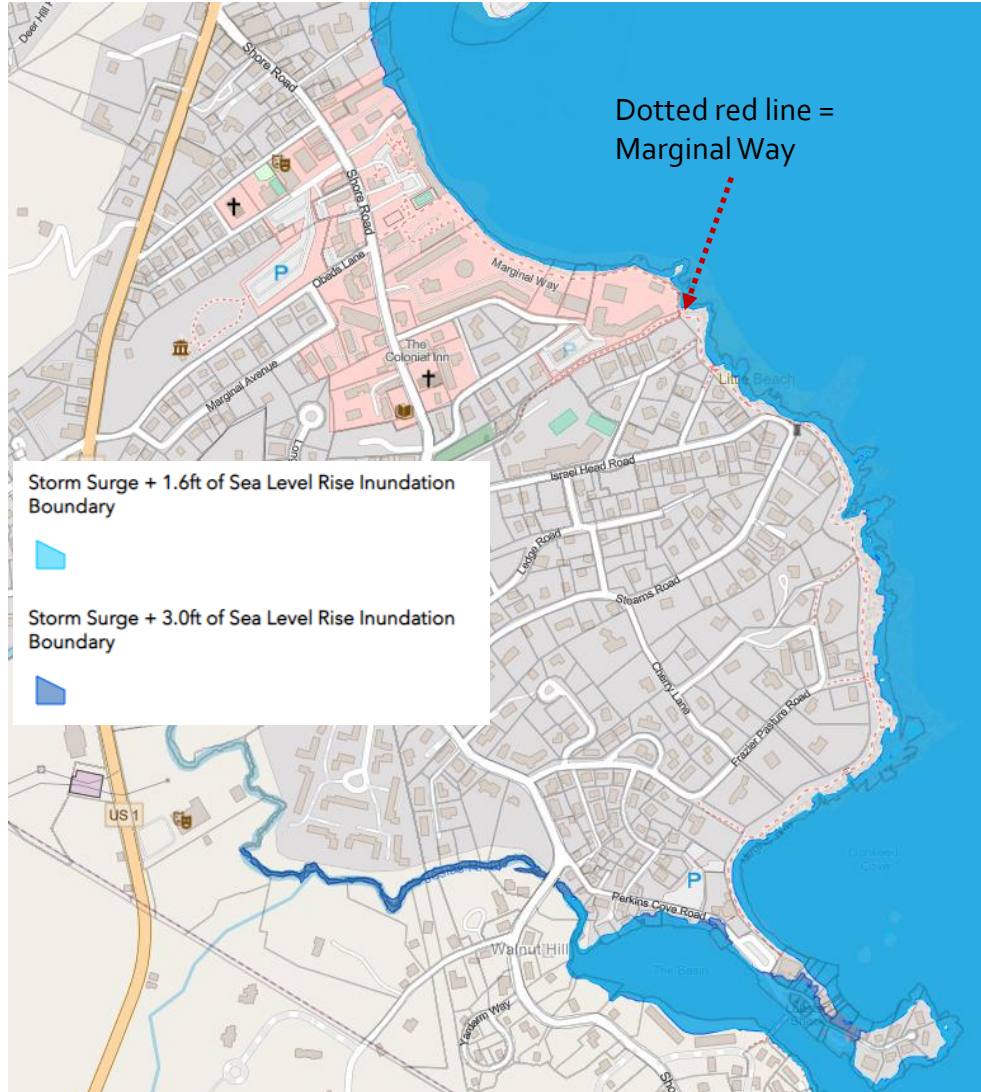 Deer Hill
Shore Road
Dotted red line =
Marginal Way
Shore Road
P
Obeds Lane
Marginal Way
The
Colonial Inn
P
Marginal Avenue
Little Beach
Israel Head Road
Storm Surge + 1.6ft of Sea Level Rise Inundation
Boundary
Ledge Road
Stearns Road
Storm Surge + 3.0ft of Sea Level Rise Inundation
Boundary
Cherry Lane
Frazier Pasture Road
US 1
P
Perkins Cove Road
Walnut Hill
The Basin
Yardarm Way